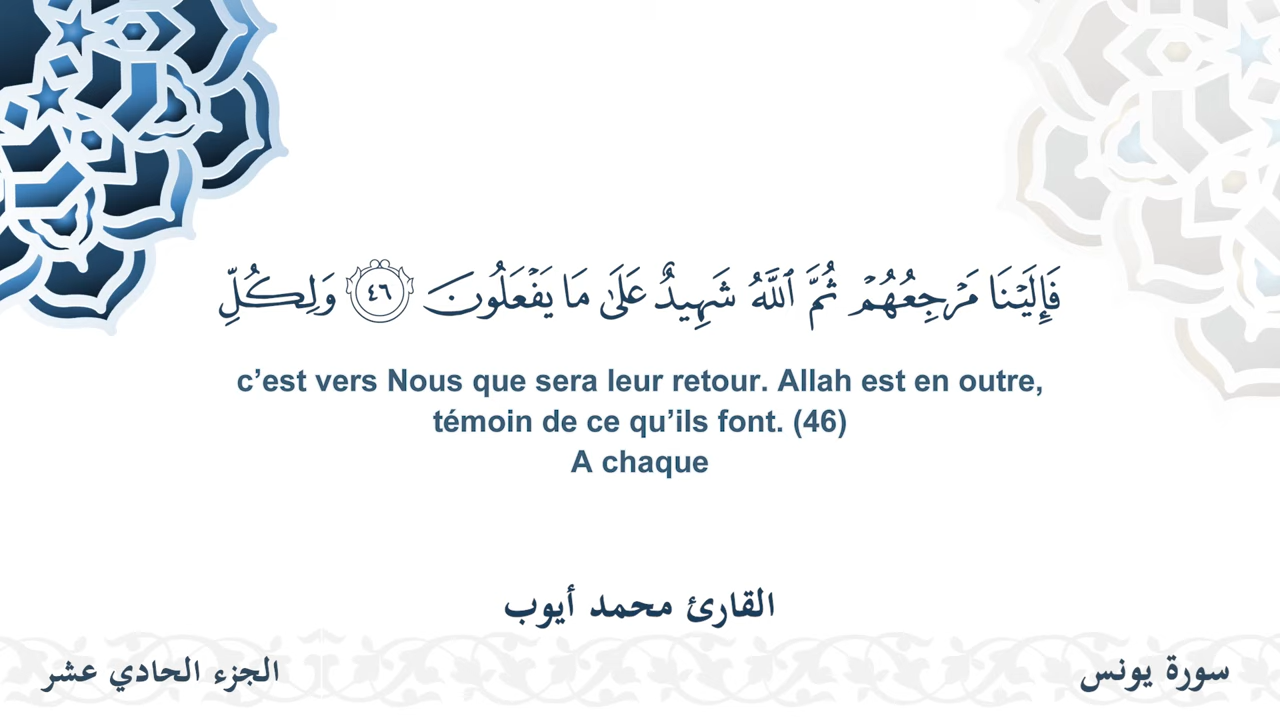 فَإِلَيۡنَا مَرۡجِعُهُمۡ ثُمَّ ٱللَّهُ شَهِيدٌ عَلَىٰ مَا يَفۡعَلُونَ ٤٦ وَلِكُلِّ
c’est vers Nous que sera leur retour. Allah est en outre,
témoin de ce qu’ils font. (46)
A chaque
القارئ محمد أيوب
سورة يونس
الجزء الحادي عشر